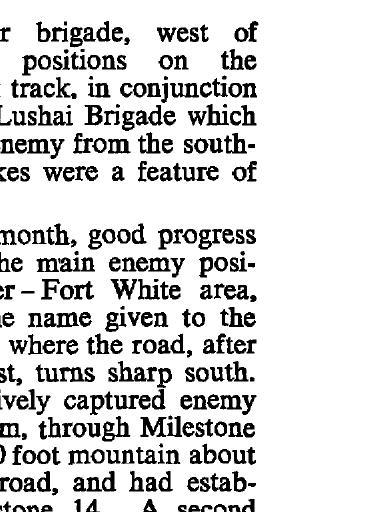 r brigade, west of
positions on the
track, in conjunction
Lushai Brigade which
nemy from the south-
kes were a feature of
month, good progress
he main enemy posi-
er – Fort White area,
e name given to the
where the road, after
st, turns sharp south.
ively captured enemy
m, through Milestone
0 foot mountain about
road, and had estab-
stone 14. A second